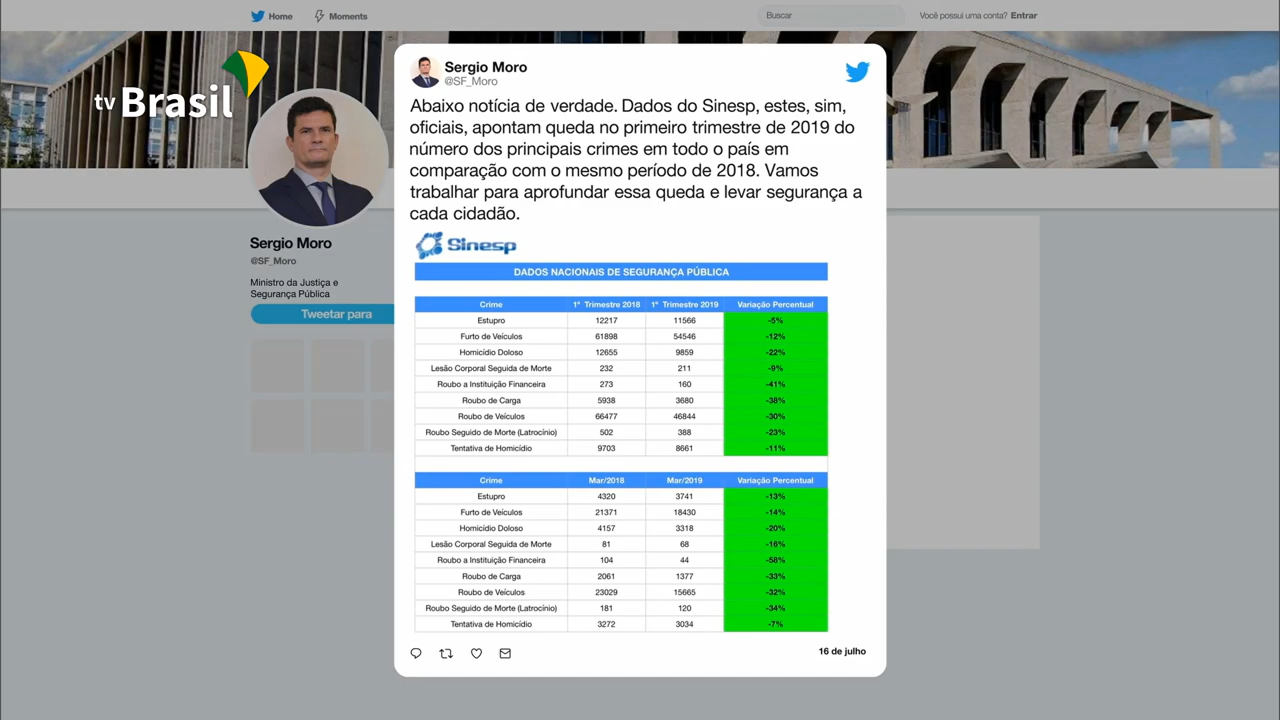 Home
Moments
Buscar
Você possui uma conta? Entrar
tv Brasil
Sergio Moro
@SF_Moro
Ministro da Justiça e
Segurança Pública
Tweetar para
Sergio Moro
@SF_Moro
Abaixo notícia de verdade. Dados do Sinesp, estes, sim,
oficiais, apontam queda no primeiro trimestre de 2019 do
número dos principais crimes em todo o país em
comparação com o mesmo período de 2018. Vamos
trabalhar para aprofundar essa queda e levar segurança a
cada cidadão.
Sinesp
DADOS NACIONAIS DE SEGURANÇA PÚBLICA
Crime 1º Trimestre 2018 1º Trimestre 2019 Variação Percentual
Estupro 12217 11566 -5%
Furto de Veículos 61898 54546 -12%
Homicídio Doloso 12655 9859 -22%
Lesão Corporal Seguida de Morte 232 211 -9%
Roubo a Instituição Financeira 273 160 -41%
Roubo de Carga 5938 3680 -38%
Roubo de Veículos 66477 46844 -30%
Roubo Seguido de Morte (Latrocínio) 502 388 -23%
Tentativa de Homicídio 9703 8661 -11%
Crime Mar/2018 Mar/2019 Variação Percentual
Estupro 4320 3741 -13%
Furto de Veículos 21371 18430 -14%
Homicídio Doloso 4157 3318 -20%
Lesão Corporal Seguida de Morte 81 68 -16%
Roubo a Instituição Financeira 104 44 -58%
Roubo de Carga 2061 1377 -33%
Roubo de Veículos 23029 15665 -32%
Roubo Seguido de Morte (Latrocínio) 181 120 -34%
Tentativa de Homicídio 3272 3034 -7%
16 de julho